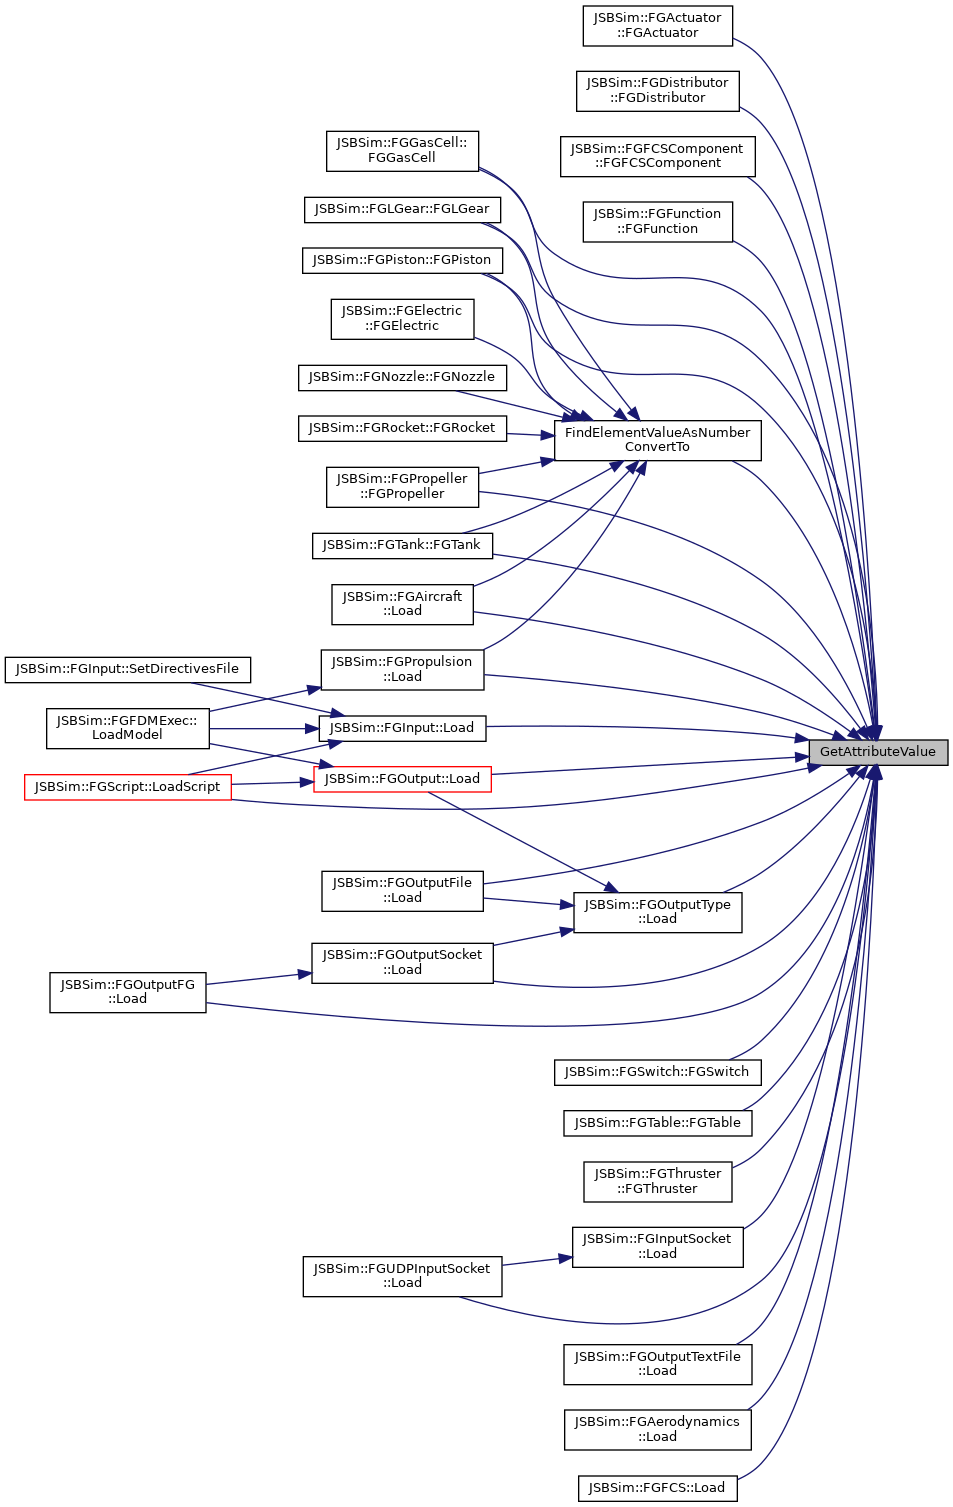 JSBSim::FGActuator
::FGActuator
JSBSim::FGDistributor
::FGDistributor
JSBSim::FGGasCell::
FGGasCell
JSBSim::FGFCSComponent
::FGFCSComponent
JSBSim::FGLGear::FGLGear
JSBSim::FGFunction
::FGFunction
JSBSim::FGPiston::FGPiston
JSBSim::FGElectric
::FGElectric
JSBSim::FGNozzle::FGNozzle
JSBSim::FGRocket::FGRocket
FindElementValueAsNumber
ConvertTo
JSBSim::FGPropeller
::FGPropeller
JSBSim::FGTank::FGTank
JSBSim::FGAircraft
::Load
JSBSim::FGInput::SetDirectivesFile
JSBSim::FGPropulsion
::Load
JSBSim::FGFDMExec::
LoadModel
JSBSim::FGInput::Load
GetAttributeValue
JSBSim::FGScript::LoadScript
JSBSim::FGOutput::Load
JSBSim::FGOutputFile
::Load
JSBSim::FGOutputType
::Load
JSBSim::FGOutputSocket
::Load
JSBSim::FGOutputFG
::Load
JSBSim::FGSwitch::FGSwitch
JSBSim::FGTable::FGTable
JSBSim::FGThruster
::FGThruster
JSBSim::FGInputSocket
::Load
JSBSim::FGUDPInputSocket
::Load
JSBSim::FGOutputTextFile
::Load
JSBSim::FGAerodynamics
::Load
JSBSim::FGFCS::Load